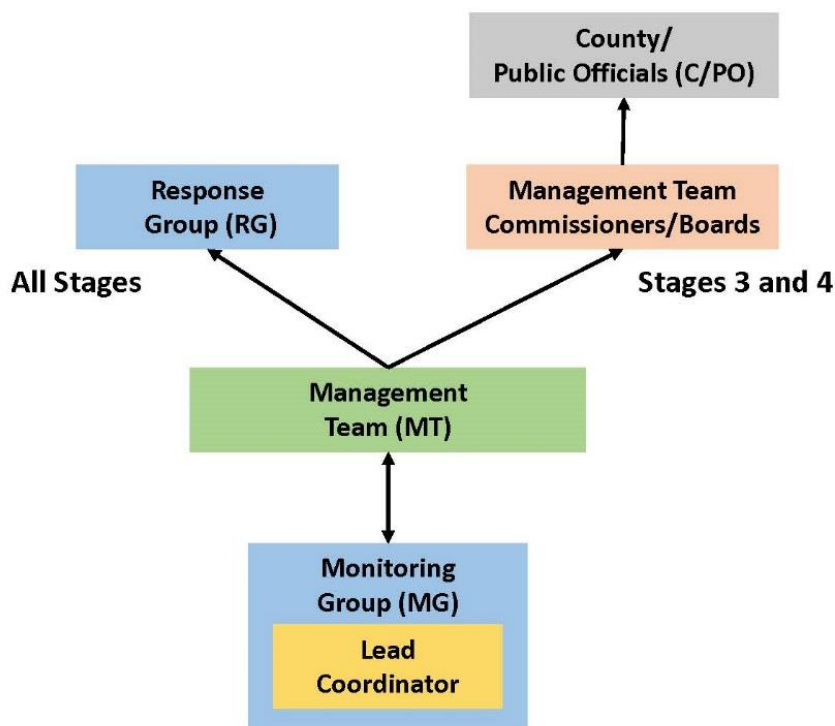 County/
Public Officials (C/PO)
Response
Group (RG)
Management Team
Commissioners/Boards
All Stages
Stages 3 and 4
Management
Team (MT)
Monitoring
Group (MG)
Lead
Coordinator